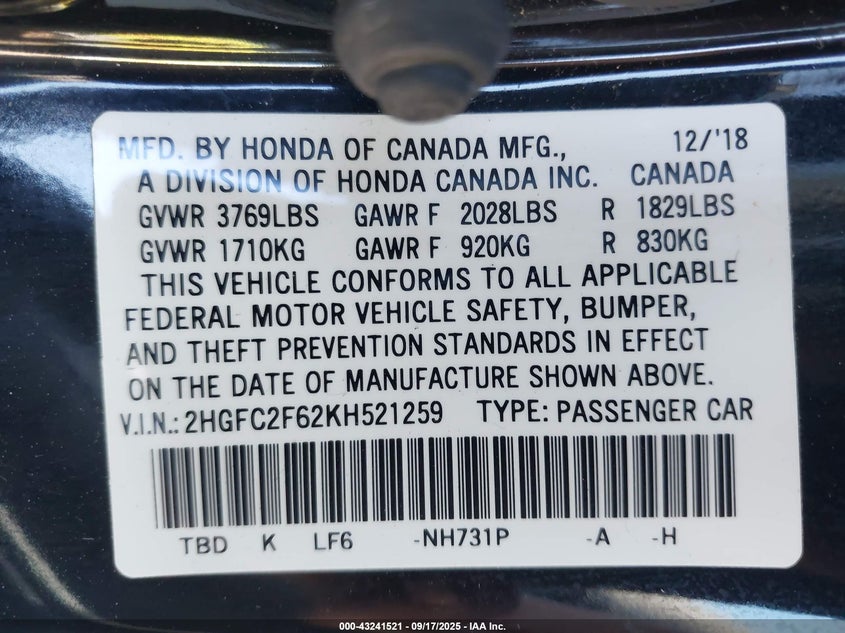 MFD. BY HONDA OF CANADA MFG., 12/'18
A DIVISION OF HONDA CANADA INC. CANADA
GVWR 3769LBS GAWR F 2028LBS R 1829LBS
GVWR 1710KG GAWR F 920KG R 830KG
THIS VEHICLE CONFORMS TO ALL APPLICABLE
FEDERAL MOTOR VEHICLE SAFETY, BUMPER,
AND THEFT PREVENTION STANDARDS IN EFFECT
ON THE DATE OF MANUFACTURE SHOWN ABOVE.
V.I.N.: 2HGFC2F62KH521259 TYPE: PASSENGER CAR
TBD K LF6 -NH731P -A -H
000-43241521 - 09/17/2025 - IAA Inc.